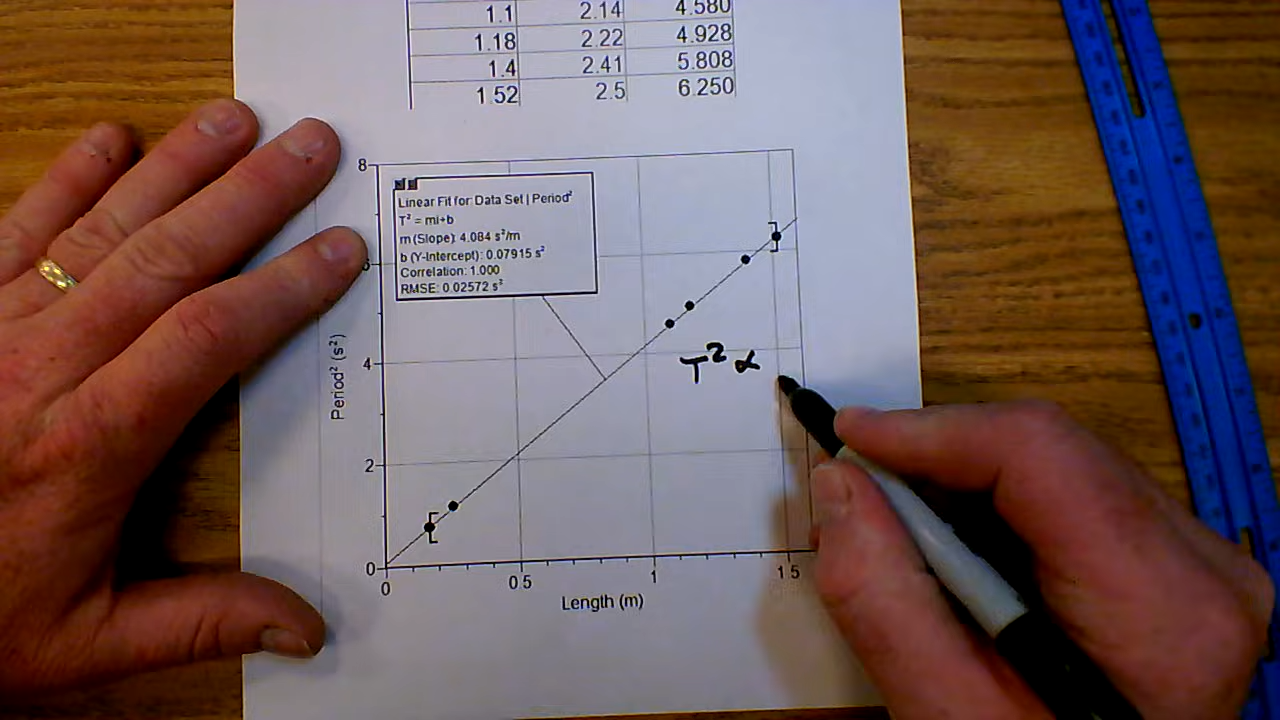 1.1 2.14 4.580
1.18 2.22 4.928
1.4 2.41 5.808
1.52 2.5 6.250
8
Linear Fit for: Data Set | Period²
T² = ml+b
m (Slope): 4.084 s²/m
b (Y-Intercept): 0.07915 s²
Correlation: 1.000
RMSE: 0.02572 s²
6
T² ∝
4
Period² (s²)
2
0
0 0.5 1 1.5
Length (m)